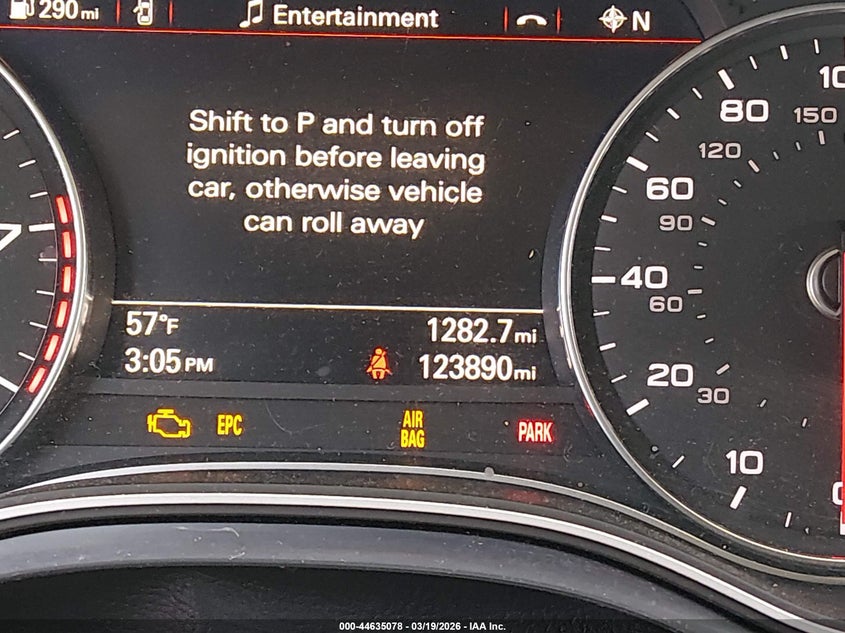 290 mi
Entertainment
N
Shift to P and turn off
ignition before leaving
car, otherwise vehicle
can roll away
57°F
1282.7 mi
3:05 PM
123890 mi
EPC
AIR
BAG
PARK
7
80
150
120
60
90
40
60
20
30
10
000-44635078 - 03/19/2026 - IAA Inc.